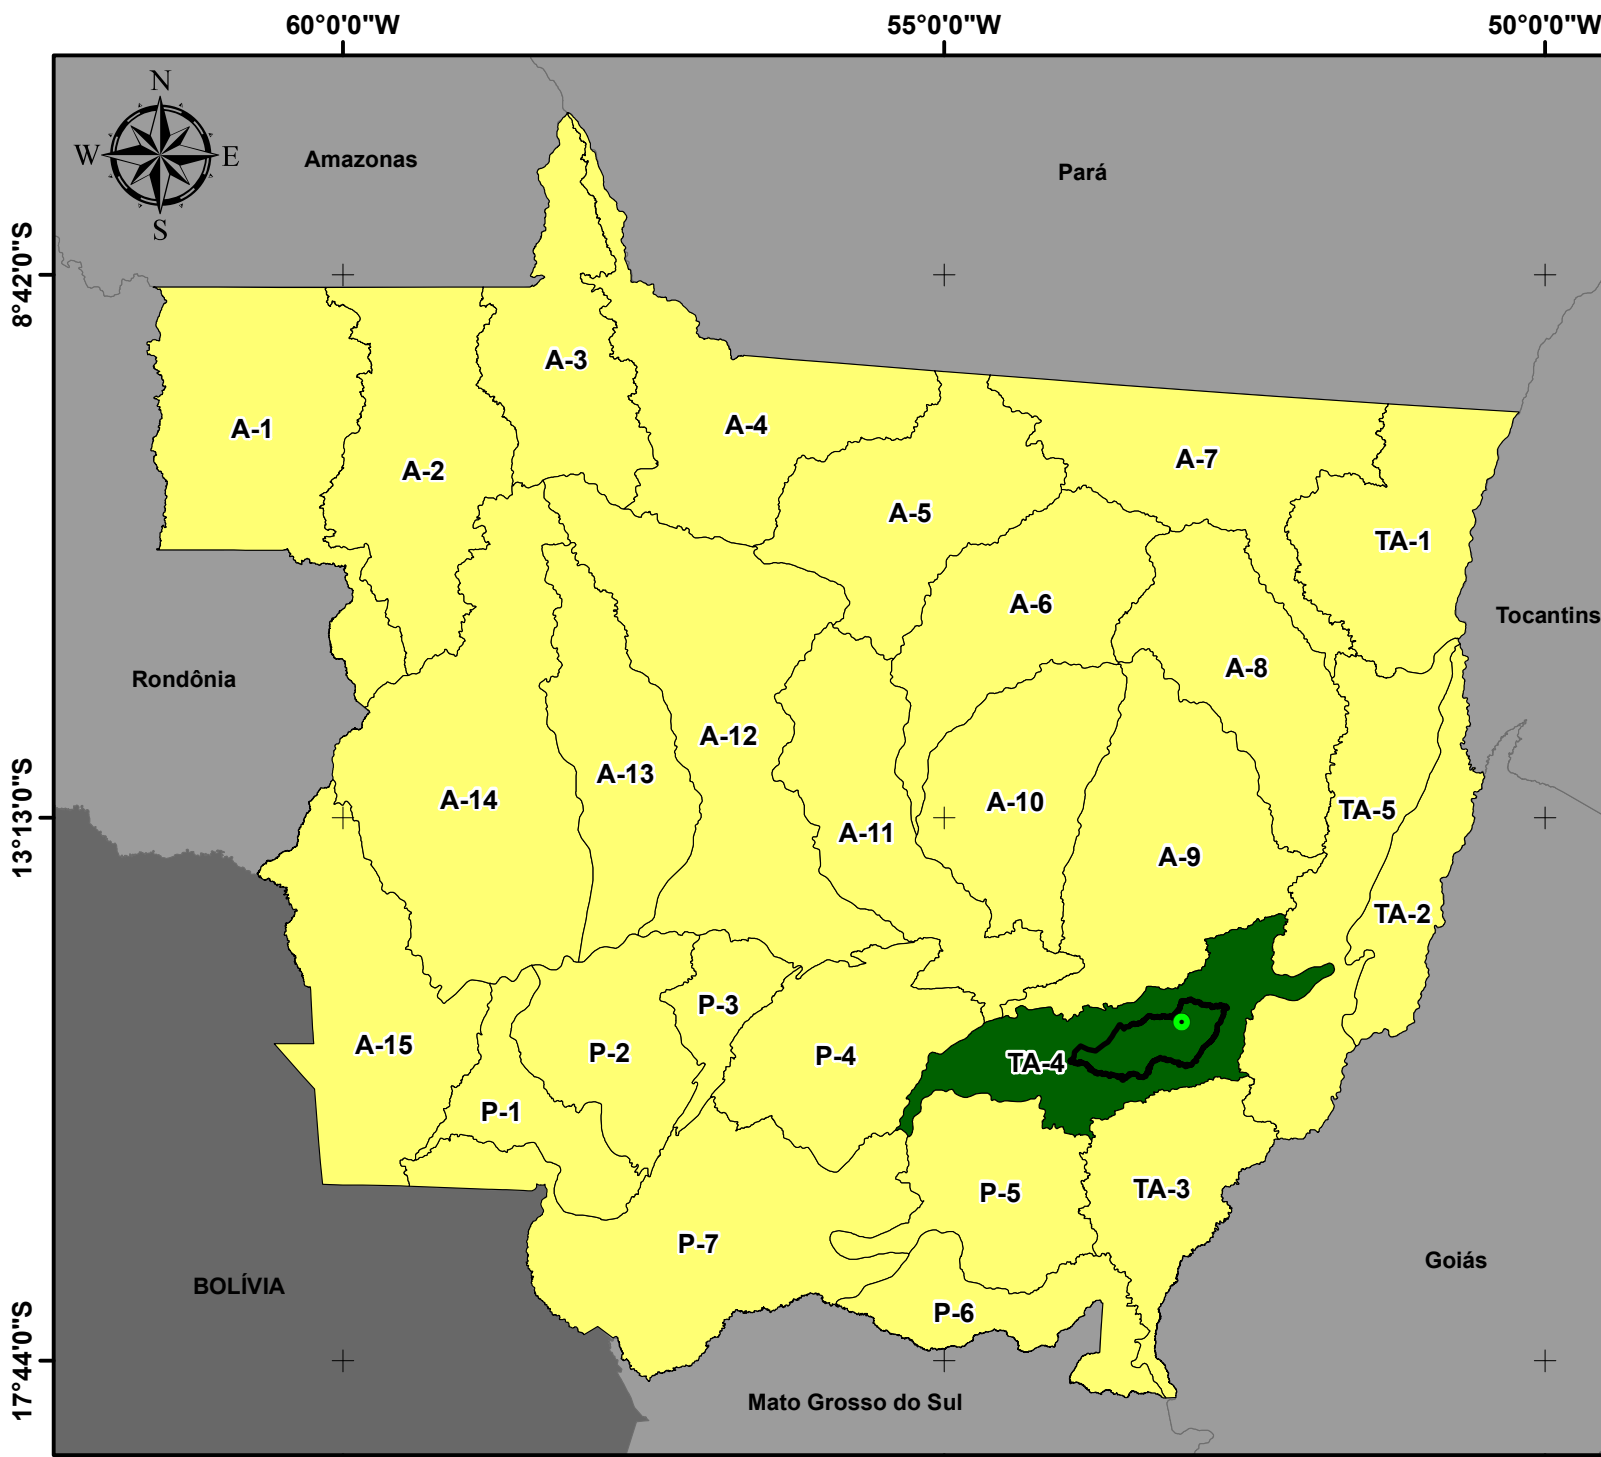 60°0'0"W
55°0'0"W
50°0'0"W
N
W
E
S
Amazonas
Pará
8°42'0"S
A-3
A-4
A-1
A-2
A-7
A-5
TA-1
A-6
Tocantins
Rondônia
A-8
A-12
A-13
A-14
A-10
TA-5
13°13'0"S
A-11
A-9
TA-2
P-3
A-15
P-2
P-4
TA-4
P-1
P-5
TA-3
P-7
Goiás
BOLÍVIA
P-6
17°44'0"S
Mato Grosso do Sul